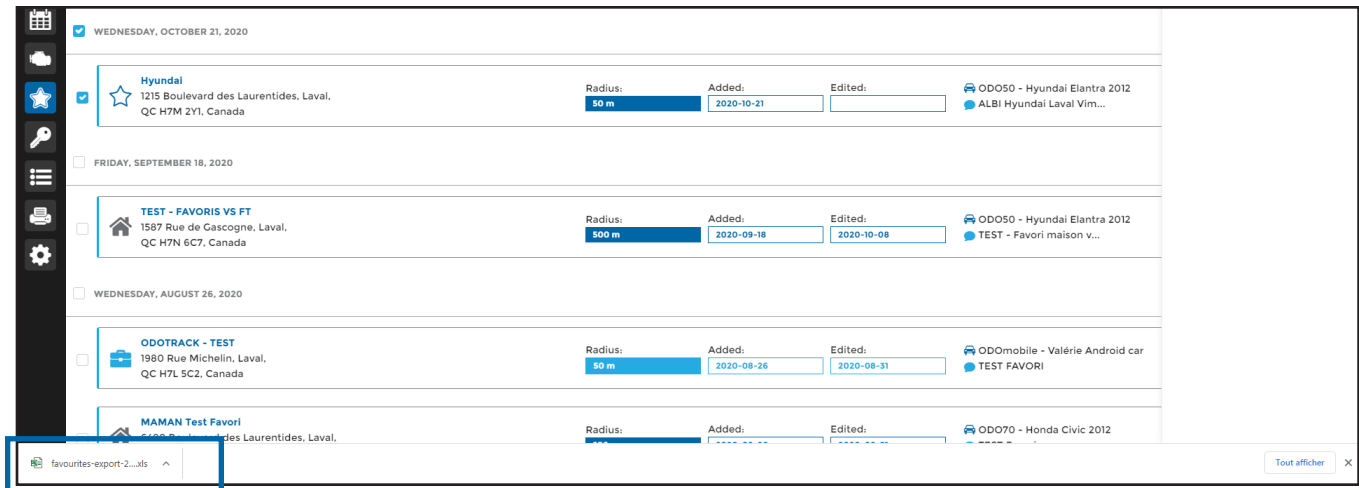 WEDNESDAY, OCTOBER 21, 2020
Hyundai
1215 Boulevard des Laurentides, Laval,
QC H7M 2Y1, Canada
Radius:
50 m
Added:
2020-10-21
Edited:
ODO50 - Hyundai Elantra 2012
ALBI Hyundai Laval Vim...
FRIDAY, SEPTEMBER 18, 2020
TEST - FAVORIS VS FT
1587 Rue de Gascogne, Laval,
QC H7N 6C7, Canada
Radius:
500 m
Added:
2020-09-18
Edited:
2020-10-08
ODO50 - Hyundai Elantra 2012
TEST - Favori maison v...
WEDNESDAY, AUGUST 26, 2020
ODOTRACK - TEST
1980 Rue Michelin, Laval,
QC H7L 5C2, Canada
Radius:
50 m
Added:
2020-08-26
Edited:
2020-08-31
ODOmobile - Valérie Android car
TEST FAVORI
MAMAN Test Favori
Boulevard des Laurentides, Laval,
Radius:
Added:
Edited:
ODO70 - Honda Civic 2012
favourites-export-2....xls
Tout afficher